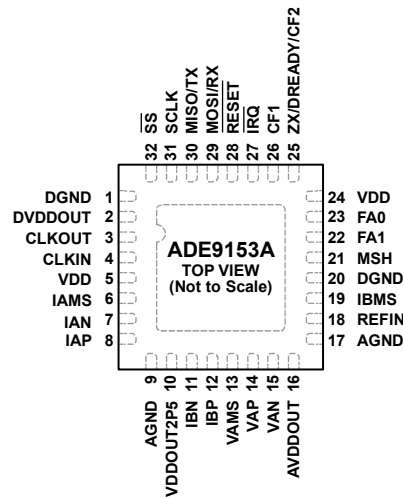 SS
SCLK
MISO/TX
MOSI/RX
RESET
IRQ
CF1
ZX/DREADY/CF2
32 31 30 29 28 27 26 25
DGND 1
DVDDOUT 2
CLKOUT 3
CLKIN 4
VDD 5
IAMS 6
IAN 7
IAP 8
ADE9153A
TOP VIEW
(Not to Scale)
24 VDD
23 FA0
22 FA1
21 MSH
20 DGND
19 IBMS
18 REFIN
17 AGND
9 10 11 12 13 14 15 16
AGND
VDDOUT2P5
IBN
IBP
VAMS
VAP
VAN
AVDDOUT